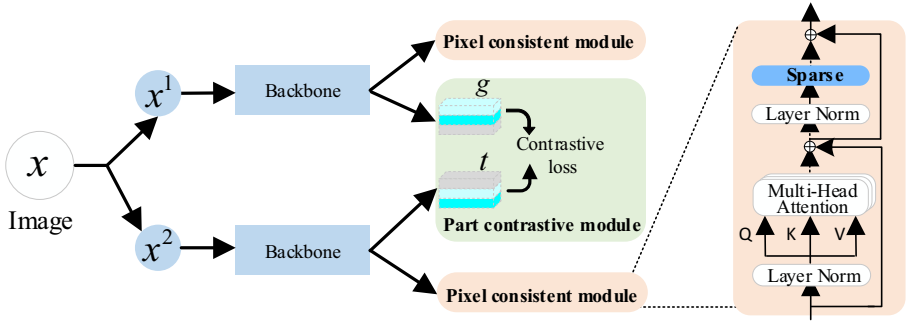 x
Image
x¹
x²
Backbone
Backbone
Pixel consistent module
g
Contrastive
loss
t
Part contrastive module
Pixel consistent module
Sparse
Layer Norm
Multi-Head
Attention
Q K V
Layer Norm